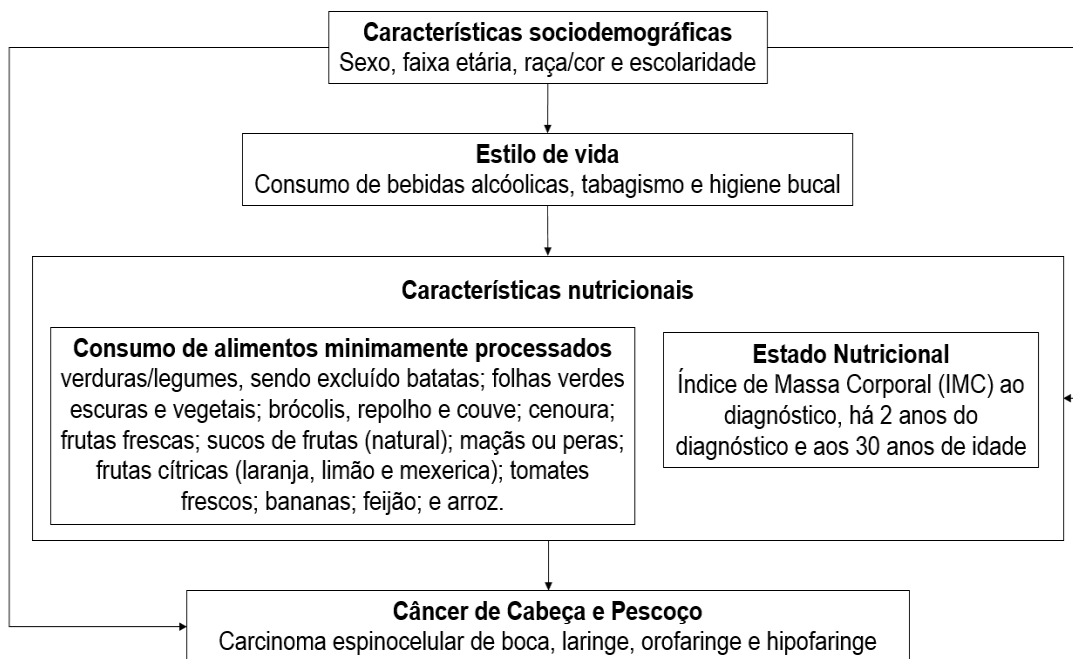 Características sociodemográficas
Sexo, faixa etária, raça/cor e escolaridade
Estilo de vida
Consumo de bebidas alcóolicas, tabagismo e higiene bucal
Características nutricionais
Consumo de alimentos minimamente processados
verduras/legumes, sendo excluído batatas; folhas verdes
escuras e vegetais; brócolis, repolho e couve; cenoura;
frutas frescas; sucos de frutas (natural); maçãs ou peras;
frutas cítricas (laranja, limão e mexerica); tomates
frescos; bananas; feijão; e arroz.
Estado Nutricional
Índice de Massa Corporal (IMC) ao
diagnóstico, há 2 anos do
diagnóstico e aos 30 anos de idade
Câncer de Cabeça e Pescoço
Carcinoma espinocelular de boca, laringe, orofaringe e hipofaringe